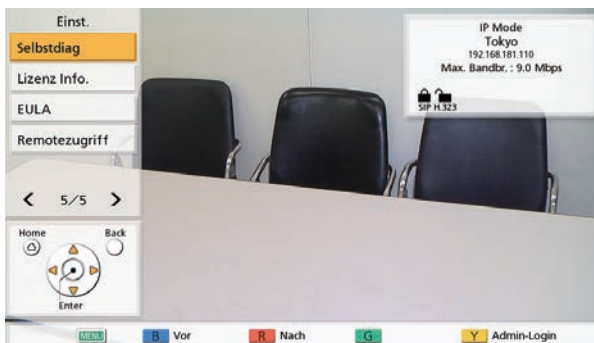 Einst.
Selbstdiag
Lizenz Info.
EULA
Remotezugriff
5/5
Home
Back
Enter
IP Mode
Tokyo
192.168.181.110
Max. Bandbr. : 9.0 Mbps
SIP H.323
MENU
B Vor
R Nach
G
Y Admin-Login